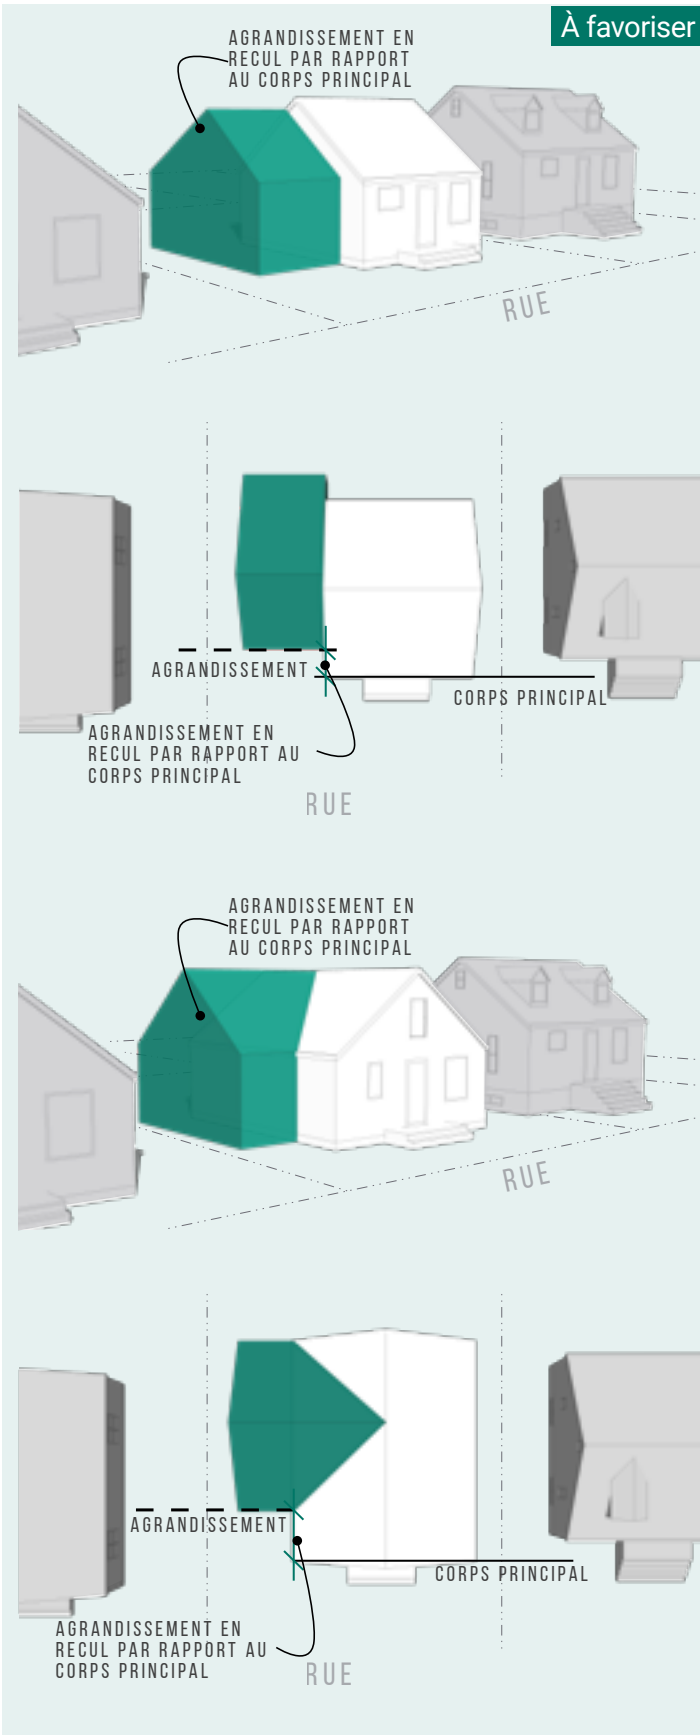 À favoriser
AGRANDISSEMENT EN
RECUL PAR RAPPORT
AU CORPS PRINCIPAL
RUE
AGRANDISSEMENT
CORPS PRINCIPAL
AGRANDISSEMENT EN
RECUL PAR RAPPORT AU
CORPS PRINCIPAL
RUE
AGRANDISSEMENT EN
RECUL PAR RAPPORT
AU CORPS PRINCIPAL
RUE
AGRANDISSEMENT
CORPS PRINCIPAL
AGRANDISSEMENT EN
RECUL PAR RAPPORT AU
CORPS PRINCIPAL
RUE